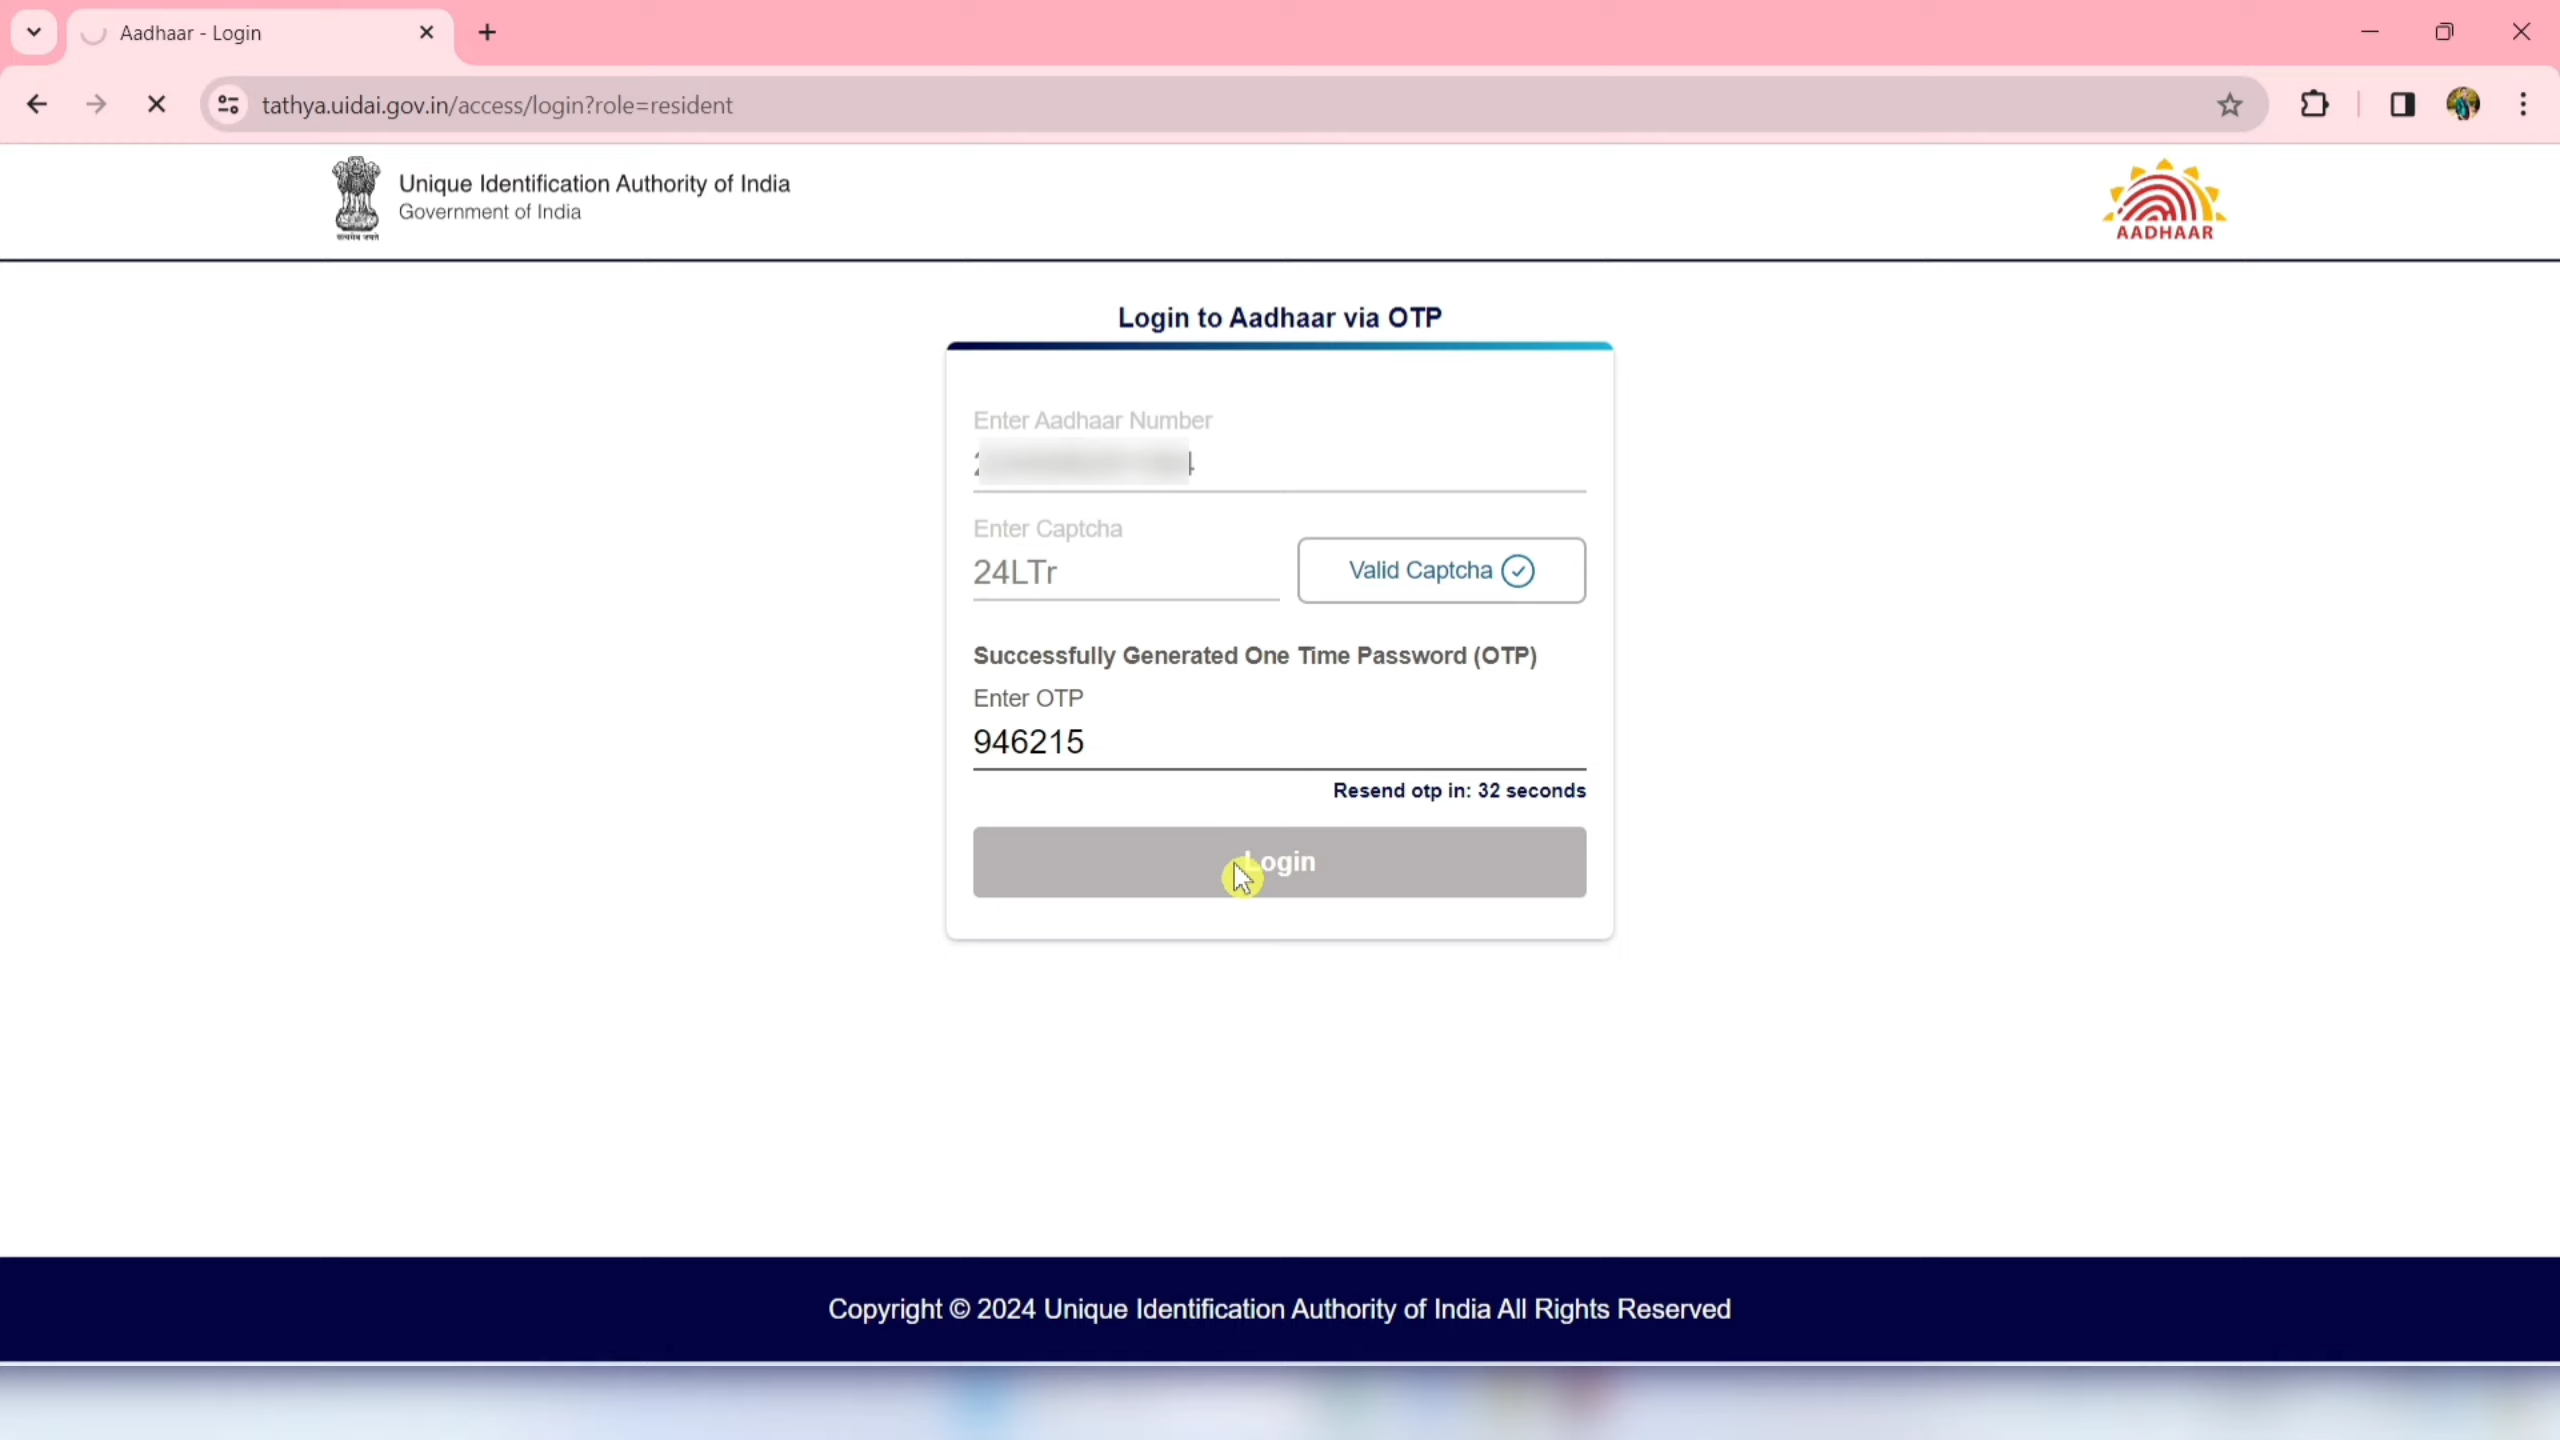 Aadhaar - Login
tathya.uidai.gov.in/access/login?role=resident
Unique Identification Authority of India
Government of India
सत्यमेव जयते
AADHAAR
Login to Aadhaar via OTP
Enter Aadhaar Number
Enter Captcha
24LTr
Valid Captcha
Successfully Generated One Time Password (OTP)
Enter OTP
946215
Resend otp in: 32 seconds
Login
Copyright © 2024 Unique Identification Authority of India All Rights Reserved